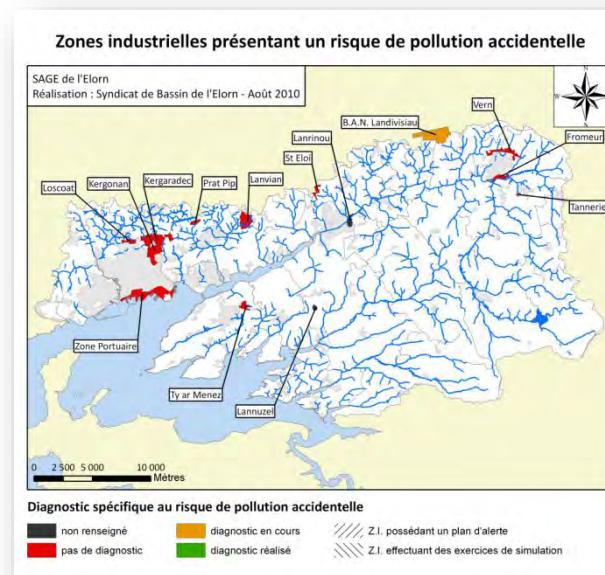 Zones industrielles présentant un risque de pollution accidentelle
SAGE de l'Elorn
Réalisation : Syndicat de Bassin de l'Elorn - Août 2010
N
W
E
S
B.A.N. Landivisiau
Vern
Lanrinou
Fromeur
St Eloi
Kergaradec
Kergonan
Prat Pip
Lanvian
Loscoat
Tannerie
Zone Portuaire
Ty ar Menez
Lannuzel
0 2 500 5 000 10 000
Mètres
Diagnostic spécifique au risque de pollution accidentelle
non renseigné
diagnostic en cours
Z.I. possédant un plan d'alerte
pas de diagnostic
diagnostic réalisé
Z.I. effectuant des exercices de simulation